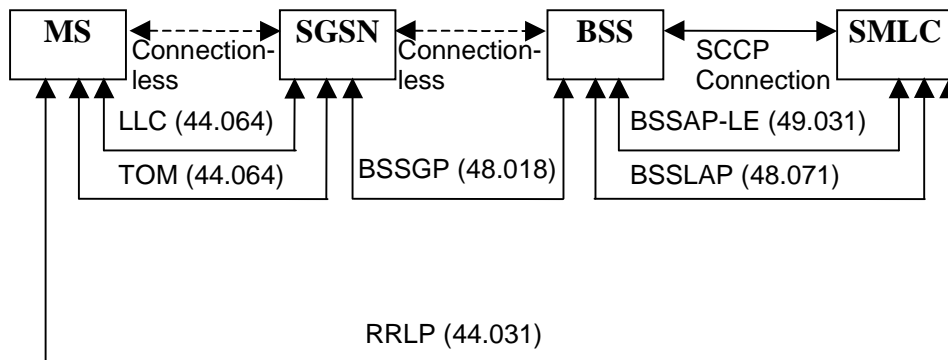 MS
SGSN
BSS
SMLC
Connection-
less
Connection-
less
SCCP
Connection
LLC (44.064)
BSSAP-LE (49.031)
TOM (44.064)
BSSGP (48.018)
BSSLAP (48.071)
RRLP (44.031)